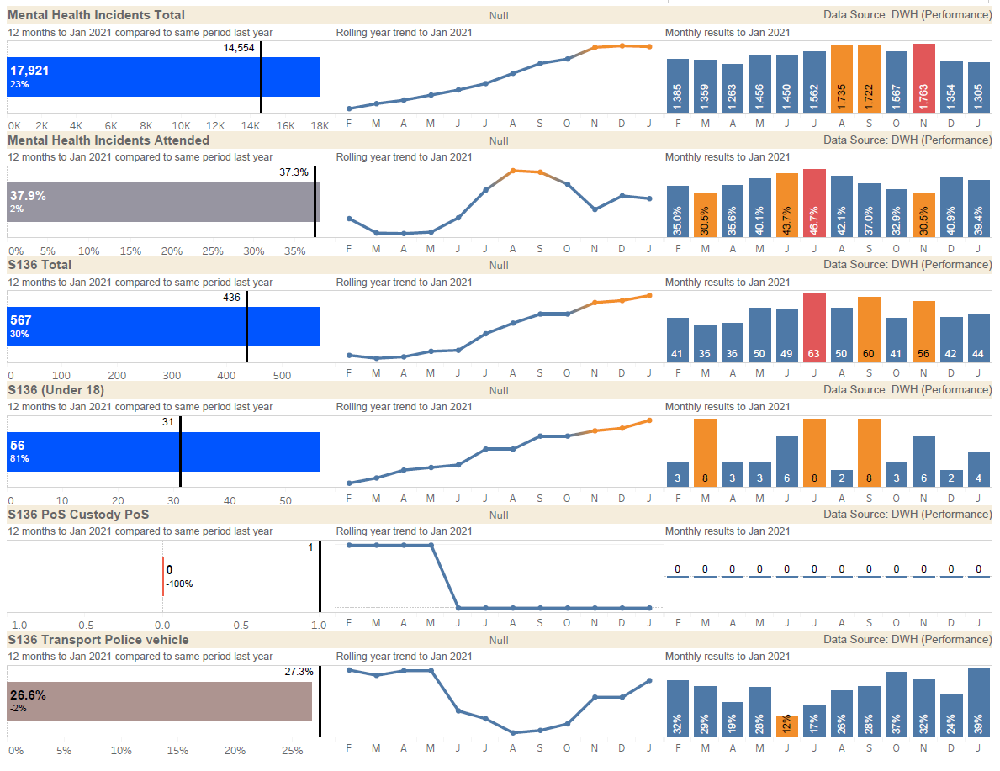 Mental Health Incidents Total Null Data Source: DWH (Performance)
12 months to Jan 2021 compared to same period last year Rolling year trend to Jan 2021 Monthly results to Jan 2021
14,554
17,921
23%
1,385 1,359 1,263 1,456 1,450 1,562 1,735 1,722 1,567 1,763 1,354 1,305
0K 2K 4K 6K 8K 10K 12K 14K 16K 18K F M A M J J A S O N D J F M A M J J A S O N D J
Mental Health Incidents Attended Null Data Source: DWH (Performance)
12 months to Jan 2021 compared to same period last year Rolling year trend to Jan 2021 Monthly results to Jan 2021
37.3%
37.9%
2%
35.0% 30.5% 35.6% 40.1% 43.7% 46.7% 42.1% 37.0% 32.9% 30.5% 40.9% 39.4%
0% 5% 10% 15% 20% 25% 30% 35% F M A M J J A S O N D J F M A M J J A S O N D J
S136 Total Null Data Source: DWH (Performance)
12 months to Jan 2021 compared to same period last year Rolling year trend to Jan 2021 Monthly results to Jan 2021
436
567
30%
41 35 36 50 49 63 50 60 41 56 42 44
0 100 200 300 400 500 F M A M J J A S O N D J F M A M J J A S O N D J
S136 (Under 18) Null Data Source: DWH (Performance)
12 months to Jan 2021 compared to same period last year Rolling year trend to Jan 2021 Monthly results to Jan 2021
31
56
81%
3 8 3 3 6 8 2 8 3 6 2 4
0 10 20 30 40 50 F M A M J J A S O N D J F M A M J J A S O N D J
S136 PoS Custody PoS Null Data Source: DWH (Performance)
12 months to Jan 2021 compared to same period last year Rolling year trend to Jan 2021 Monthly results to Jan 2021
1
0
-100%
0 0 0 0 0 0 0 0 0 0 0 0
-1.0 -0.5 0.0 0.5 1.0 F M A M J J A S O N D J F M A M J J A S O N D J
S136 Transport Police vehicle Null Data Source: DWH (Performance)
12 months to Jan 2021 compared to same period last year Rolling year trend to Jan 2021 Monthly results to Jan 2021
27.3%
26.6%
-2%
32% 29% 19% 28% 12% 17% 26% 28% 37% 32% 24% 39%
0% 5% 10% 15% 20% 25% F M A M J J A S O N D J F M A M J J A S O N D J